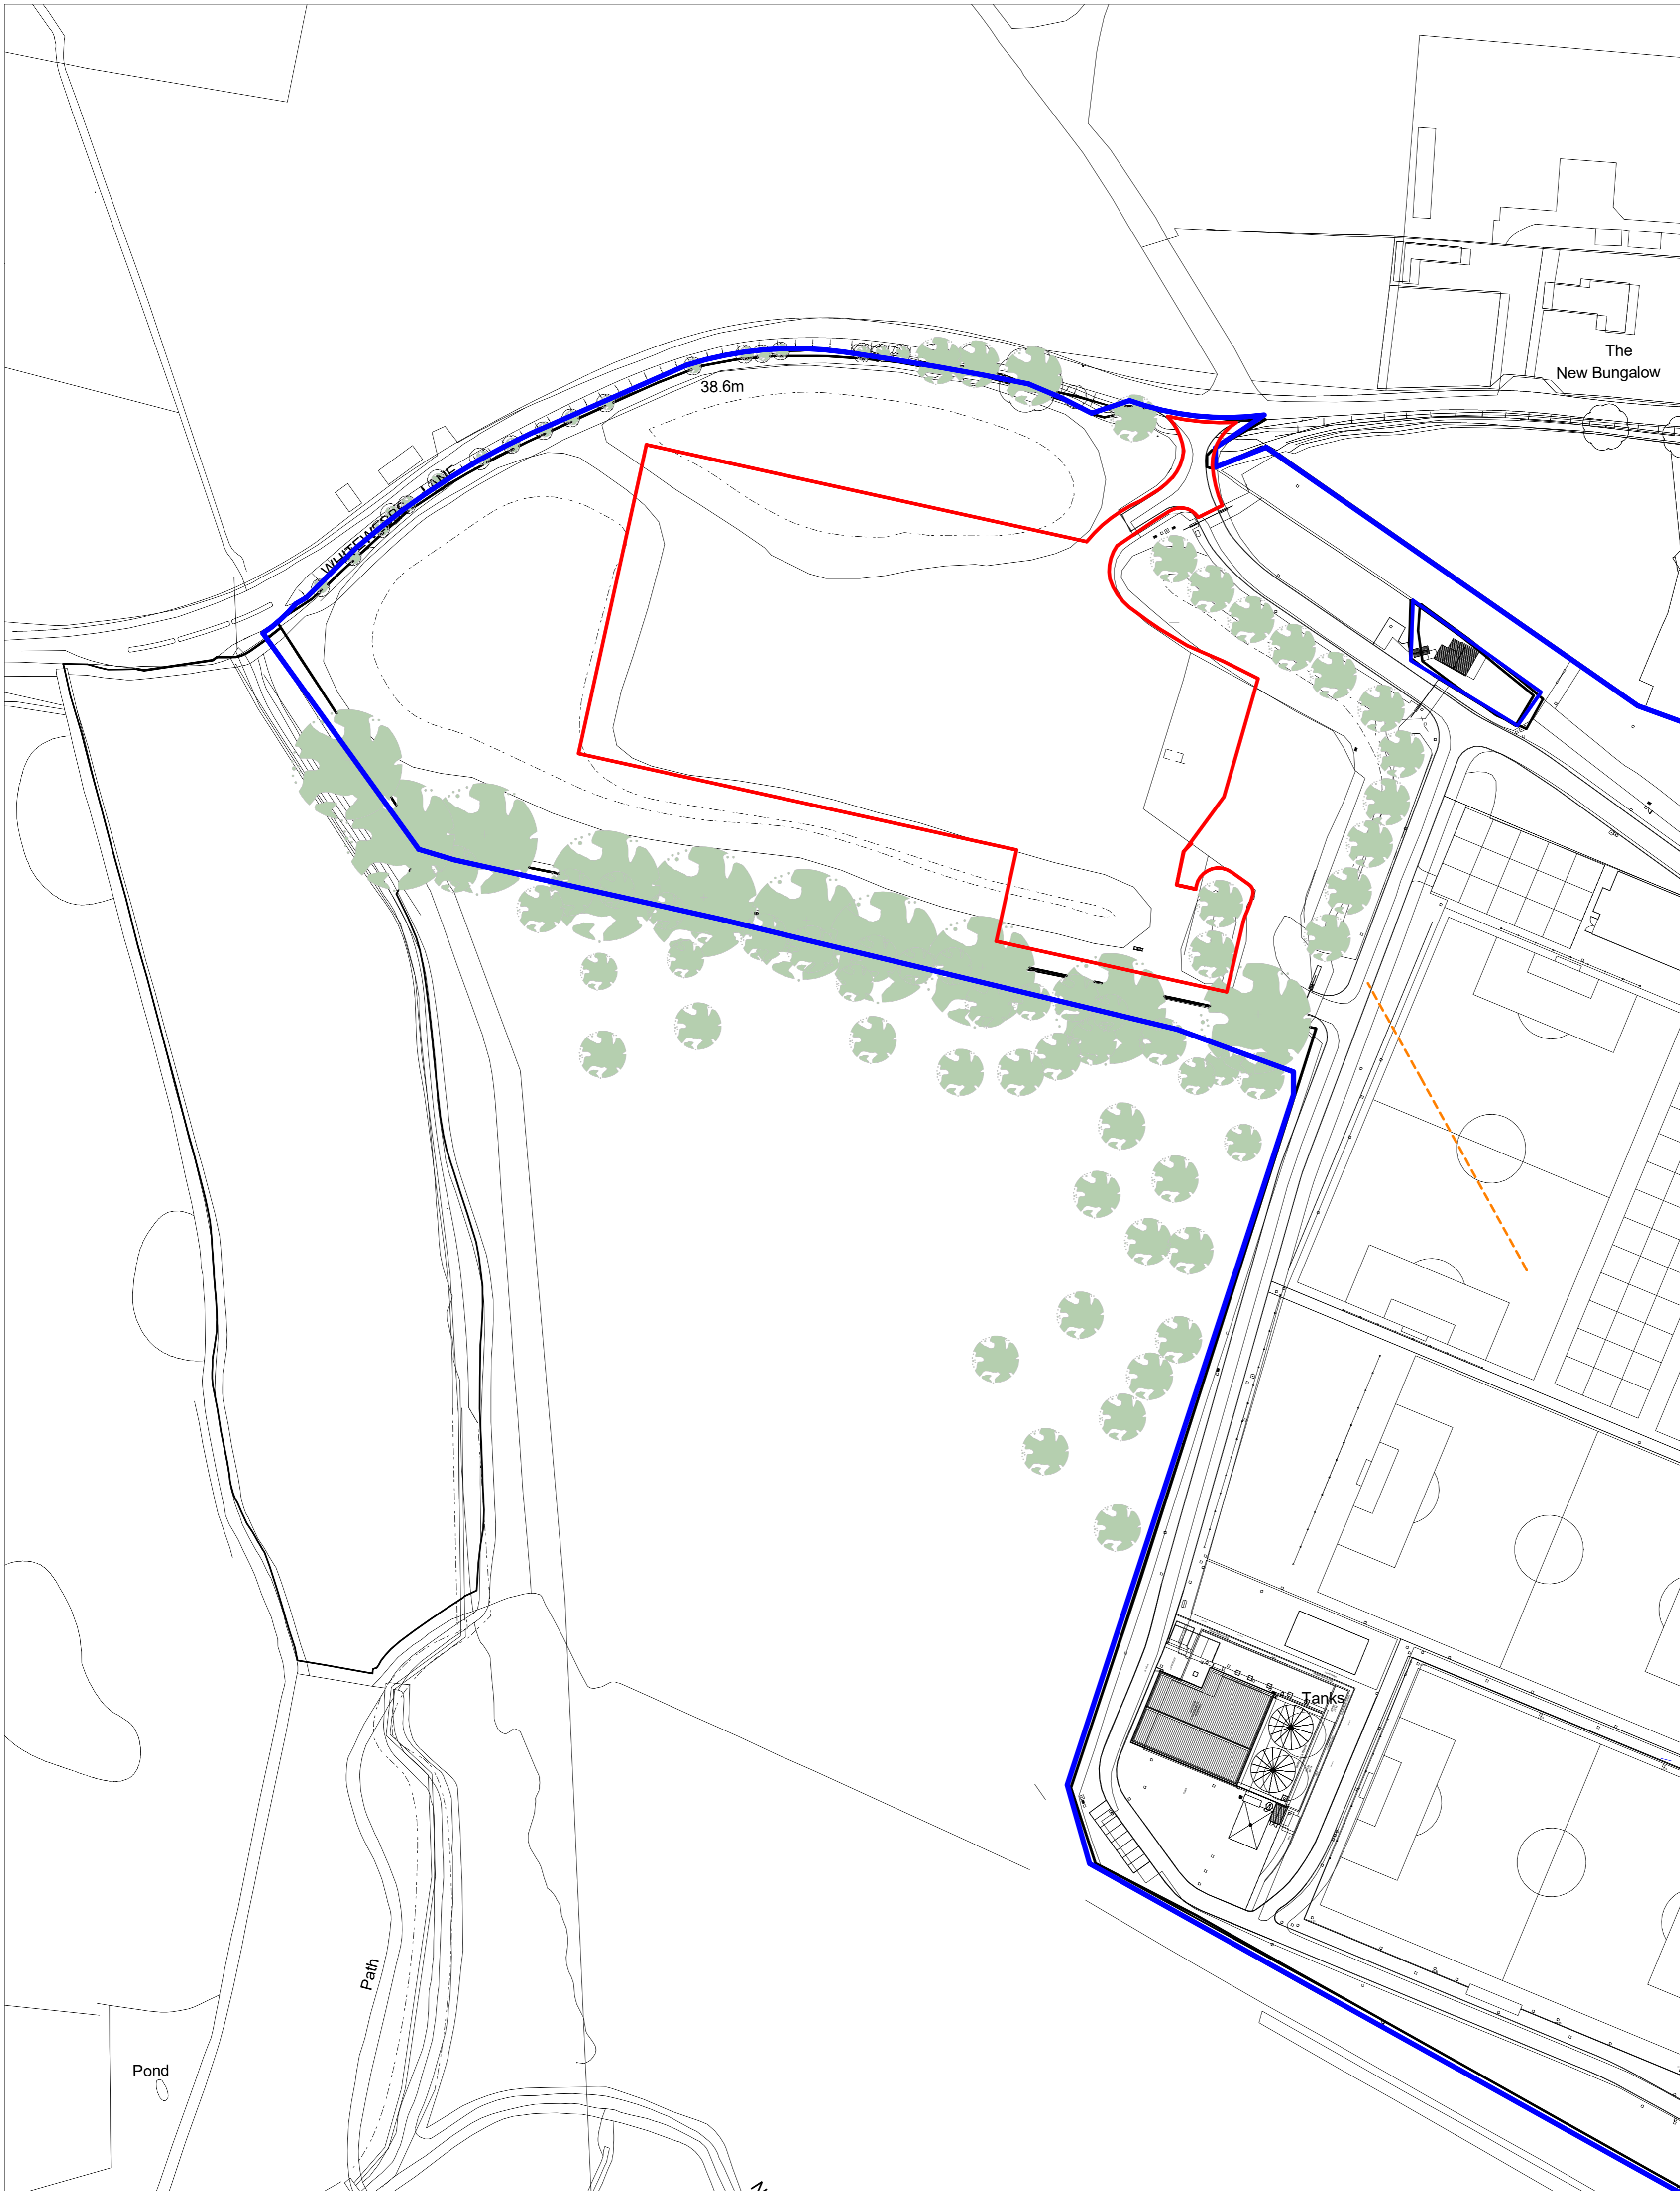 The
New Bungalow
38.6m
WHITEWEBBS LANE
Tanks
Path
Pond